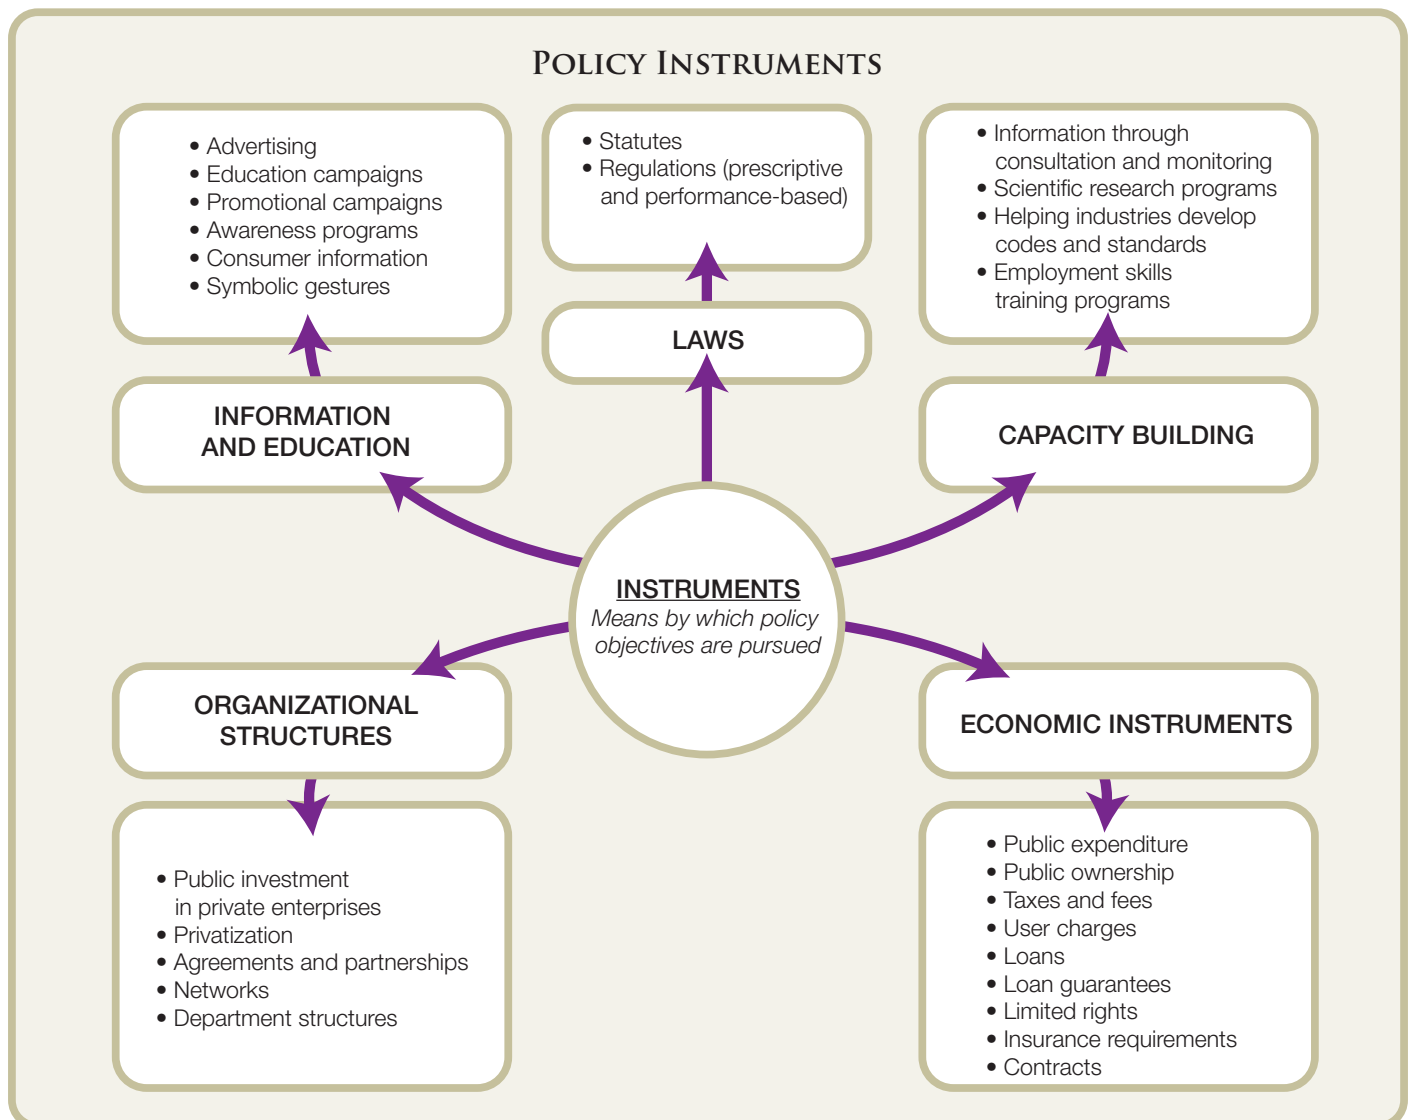 POLICY INSTRUMENTS
• Advertising
• Education campaigns
• Promotional campaigns
• Awareness programs
• Consumer information
• Symbolic gestures
INFORMATION
AND EDUCATION
• Statutes
• Regulations (prescriptive
and performance-based)
LAWS
• Information through
consultation and monitoring
• Scientific research programs
• Helping industries develop
codes and standards
• Employment skills
training programs
CAPACITY BUILDING
INSTRUMENTS
Means by which policy
objectives are pursued
ORGANIZATIONAL
STRUCTURES
• Public investment
in private enterprises
• Privatization
• Agreements and partnerships
• Networks
• Department structures
ECONOMIC INSTRUMENTS
• Public expenditure
• Public ownership
• Taxes and fees
• User charges
• Loans
• Loan guarantees
• Limited rights
• Insurance requirements
• Contracts